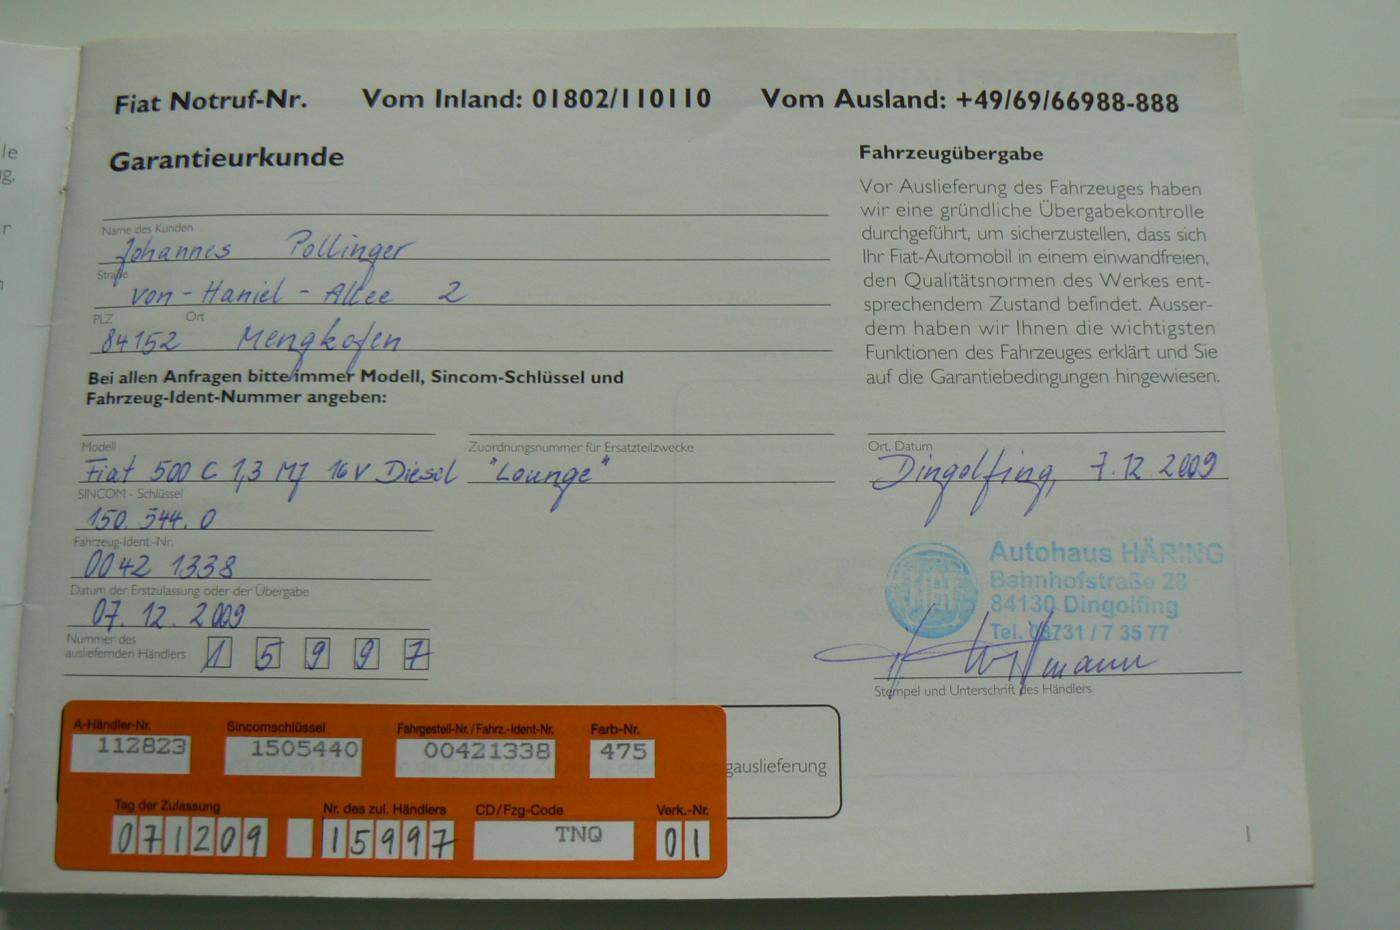 le
g,
r
Fiat Notruf-Nr. Vom Inland: 01802/110110 Vom Ausland: +49/69/66988-888
Garantieurkunde
Name des Kunden
Johannes Pollinger
Straße
von-Haniel-Allee 2
PLZ Ort
84152 Mengkofen
Bei allen Anfragen bitte immer Modell, Sincom-Schlüssel und
Fahrzeug-Ident-Nummer angeben:
Modell Zuordnungsnummer für Ersatzteilzwecke
Fiat 500 C 1,3 MJ 16V Diesel "Lounge"
SINCOM - Schlüssel
150. 544. 0
Fahrzeug-Ident.-Nr.
0042 1338
Datum der Erstzulassung oder der Übergabe
07. 12. 2009
Nummer des
ausliefernden Händlers 1 5 9 9 7
Fahrzeugübergabe
Vor Auslieferung des Fahrzeuges haben
wir eine gründliche Übergabekontrolle
durchgeführt, um sicherzustellen, dass sich
Ihr Fiat-Automobil in einem einwandfreien,
den Qualitätsnormen des Werkes ent-
sprechendem Zustand befindet. Ausser-
dem haben wir Ihnen die wichtigsten
Funktionen des Fahrzeuges erklärt und Sie
auf die Garantiebedingungen hingewiesen.
Ort, Datum
Dingolfing, 7.12.2009
FIAT
Autohaus HÄRING
Bahnhofstraße 28
84130 Dingolfing
Tel. 08731 / 7 35 77
Stempel und Unterschrift des Händlers
A-Händler-Nr. Sincomschlüssel Fahrgestell-Nr./Fahrz.-Ident-Nr. Farb-Nr.
112823 1505440 00421338 475
gauslieferung
Tag der Zulassung Nr. des zul. Händlers CD/Fzg-Code Verk.-Nr.
071209 15997 TNQ 01
1